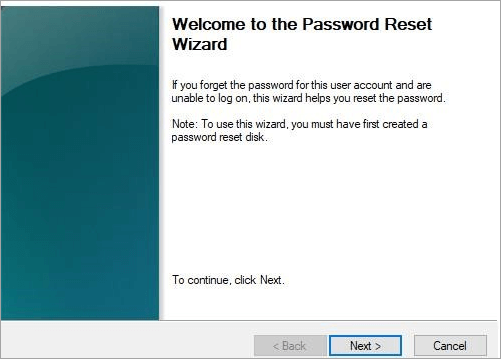 Welcome to the Password Reset
Wizard
If you forget the password for this user account and are
unable to log on, this wizard helps you reset the password.
Note: To use this wizard, you must have first created a
password reset disk.
To continue, click Next.
< Back
Next >
Cancel